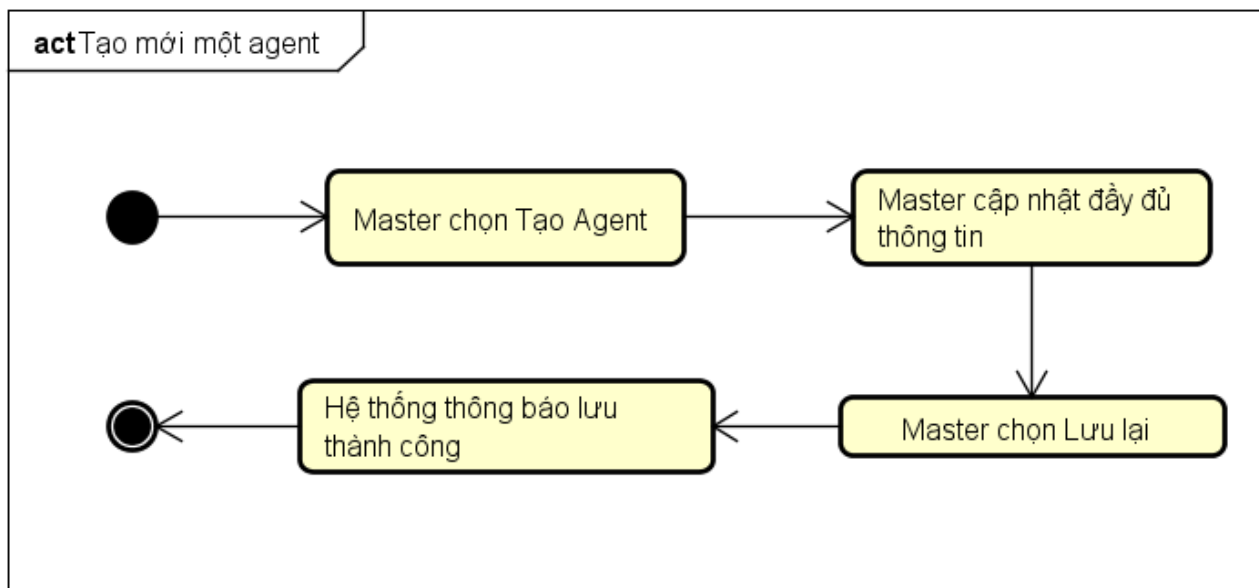 act Tạo mới một agent
Master chọn Tạo Agent
Master cập nhật đầy đủ
thông tin
Master chọn Lưu lại
Hệ thống thông báo lưu
thành công